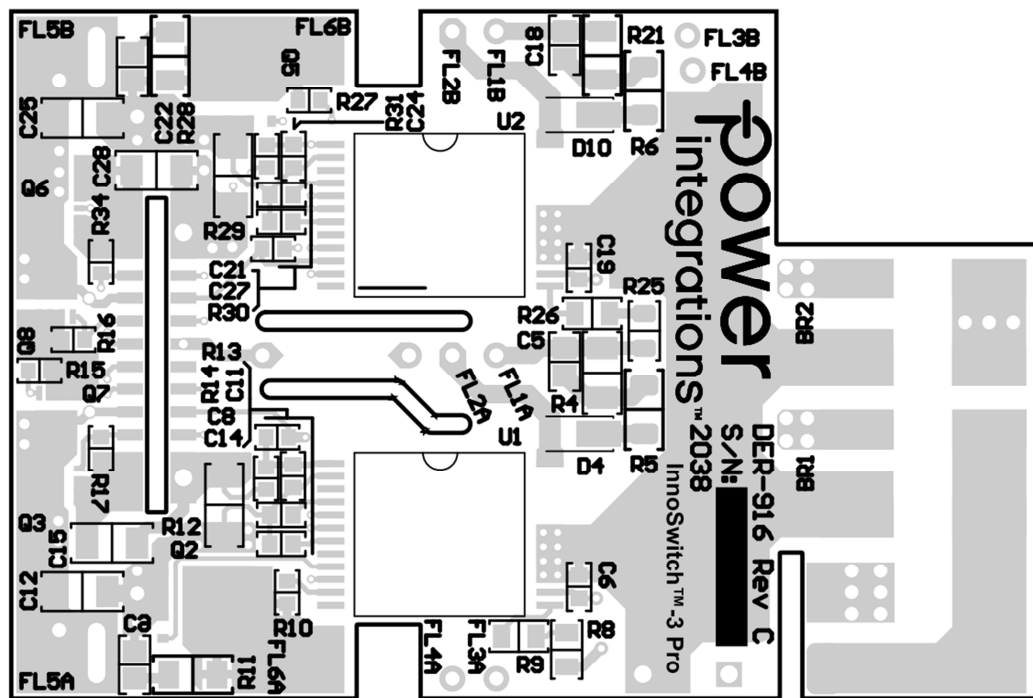 FL5B
FL6B
FL2B
FL1B
C18
R21
FL3B
FL4B
Q5
R27
R31
C24
C25
C22
R28
U2
D10
R6
power
integrations™
C28
Q6
R34
R29
C21
C27
R30
C19
R25
R26
C5
BR2
Q8
R16
R15
Q7
R13
R14
C11
C8
C14
FL2A
FL1A
R4
U1
D4
R5
2038
DER-916 Rev C
S/N:
InnoSwitch™-3 Pro
BR1
R17
Q3
C15
R12
Q2
C12
C9
R10
C6
FL4A
FL3A
R8
R9
FL5A
R11
FL6A